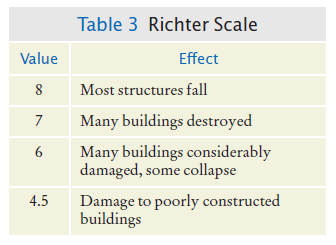 Table 3 Richter Scale
Value Effect
8 Most structures fall
7 Many buildings destroyed
6 Many buildings considerably
damaged, some collapse
4.5 Damage to poorly constructed
buildings